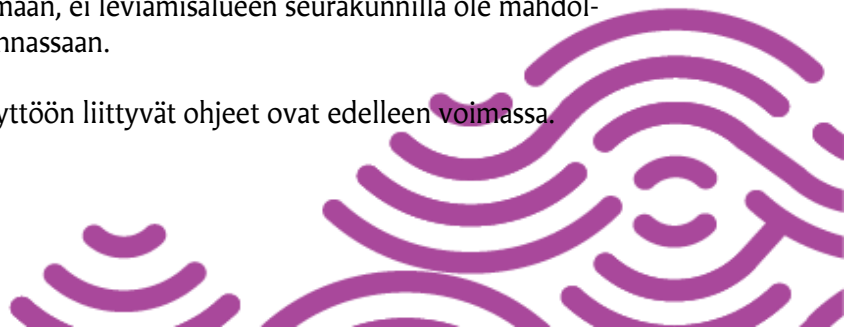 maan, ei leviämisalueen seurakunnilla ole mahdol-
nnassaan.
yttöön liittyvät ohjeet ovat edelleen voimassa.